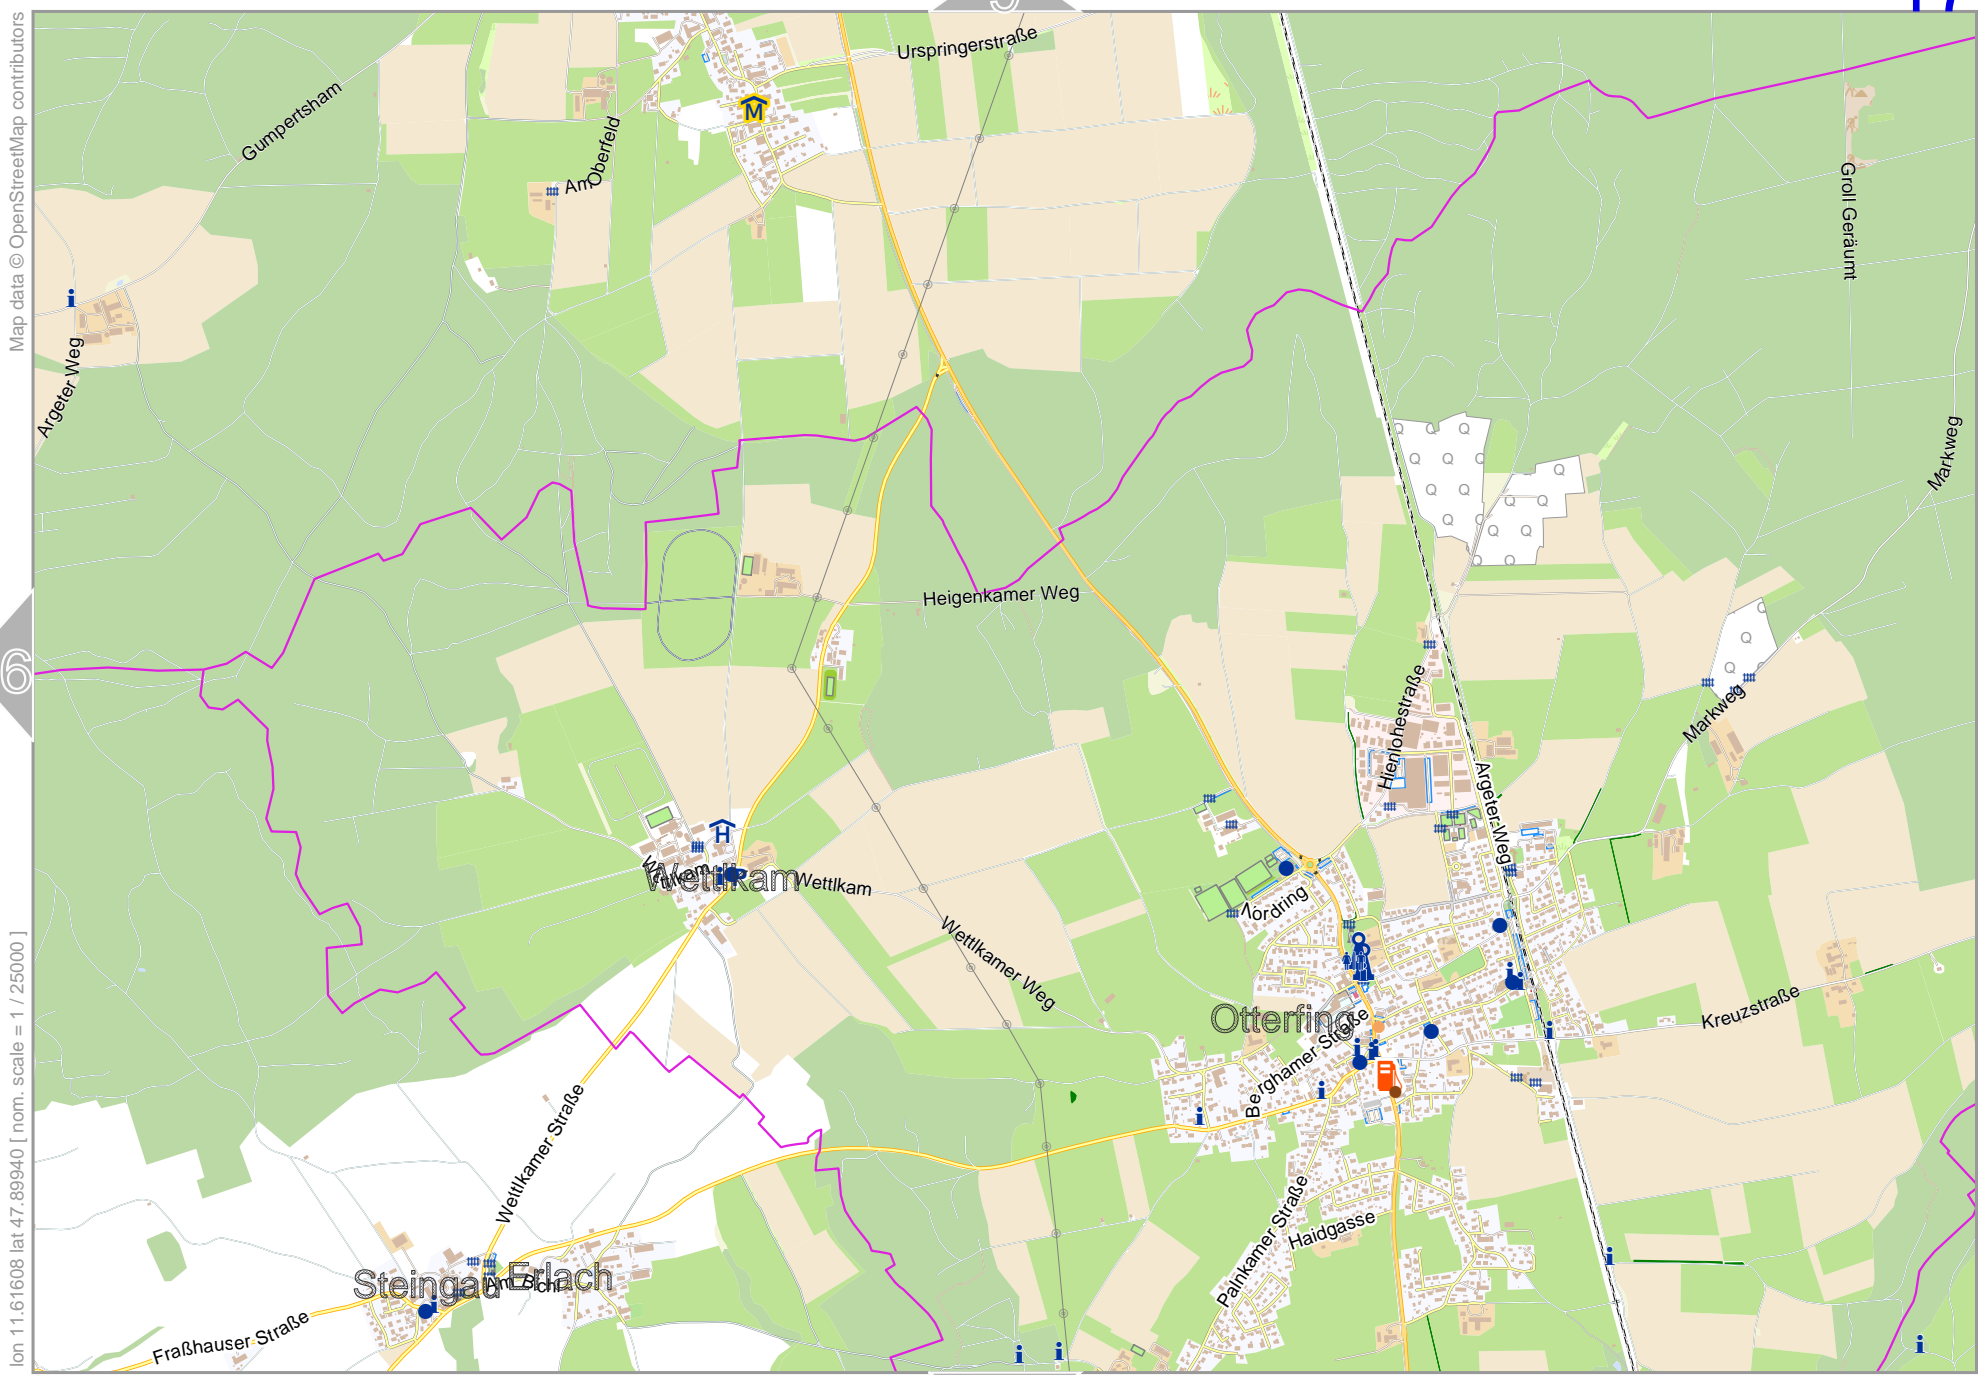 Map data © OpenStreetMap contributors
lon 11.61608 lat 47.89940 [ nom. scale = 1 / 25000 ]
6
Urspringerstraße
Gumpertsham
Am Oberfeld
M
Groll Geräumt
i
Argeter Weg
Markweg
Heigenkamer Weg
Hienlohestraße
Markweg
Argeter Weg
H
Wettlkam
Wettlkam
Wettlkam
Nordring
Wettlkamer Weg
Otterfing
Kreuzstraße
Berghamer Straße
Wettlkamer Straße
Palnkamer Straße
Haidgasse
Steingau
Erlach
Fraßhauser Straße